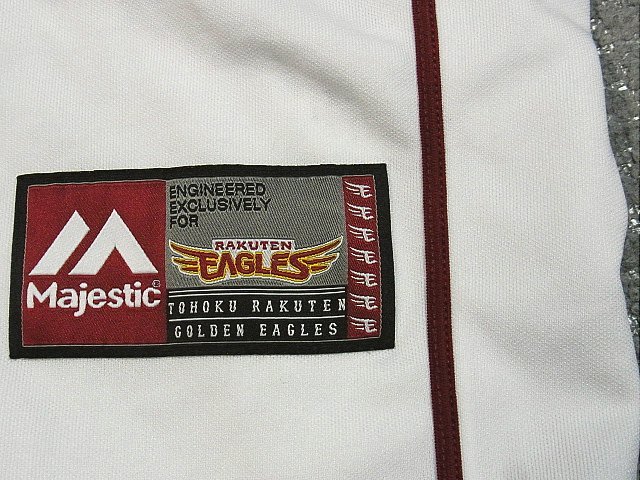 Majestic
ENGINEERED
EXCLUSIVELY
FOR
RAKUTEN
EAGLES
TOHOKU RAKUTEN
GOLDEN EAGLES
E
E
E
E
E
E
E